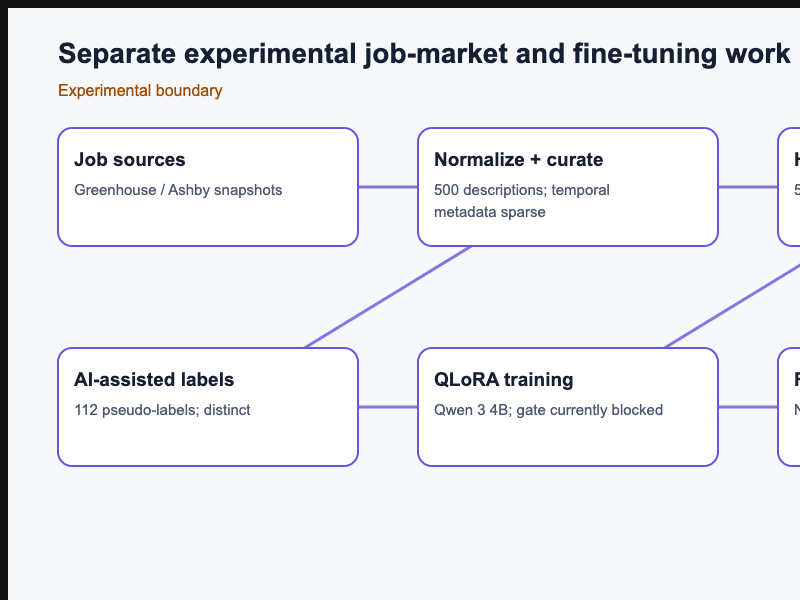 Separate experimental job-market and fine-tuning work
Experimental boundary
Job sources
Greenhouse / Ashby snapshots
Normalize + curate
500 descriptions; temporal
metadata sparse
AI-assisted labels
112 pseudo-labels; distinct
QLoRA training
Qwen 3 4B; gate currently blocked